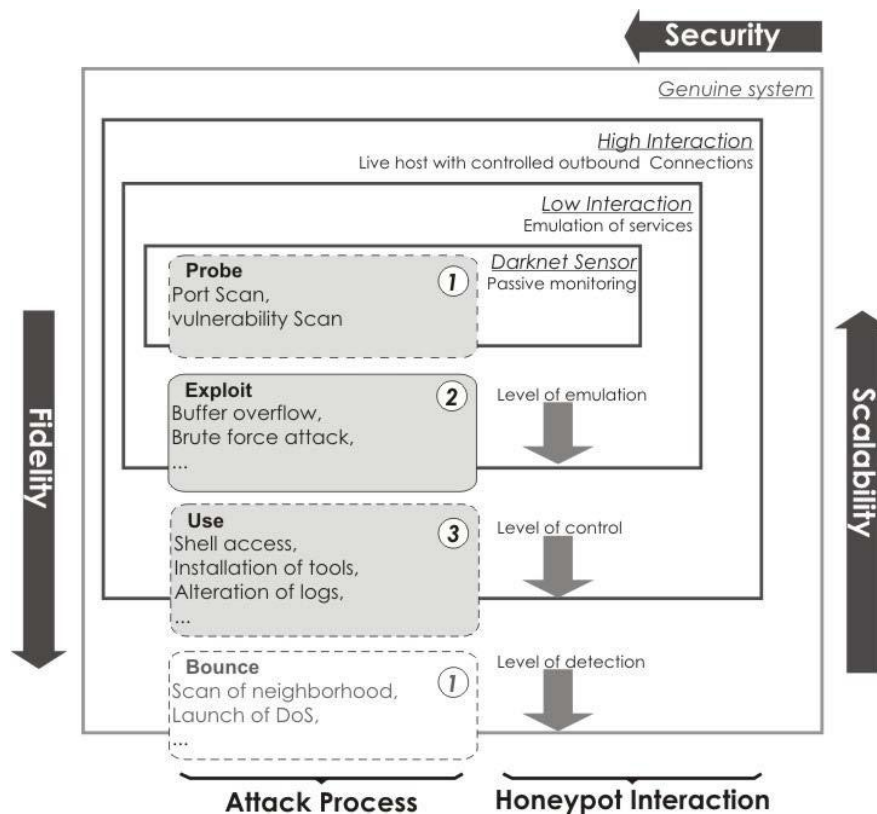 Security
Genuine system
High Interaction
Live host with controlled outbound Connections
Low Interaction
Emulation of services
Darknet Sensor
Passive monitoring
Probe
1
Port Scan,
vulnerability Scan
Exploit
2
Buffer overflow,
Brute force attack,
...
Level of emulation
Use
3
Shell access,
Installation of tools,
Alteration of logs,
...
Level of control
Bounce
1
Scan of neighborhood,
Launch of DoS,
...
Level of detection
Fidelity
Scalability
Attack Process
Honeypot Interaction